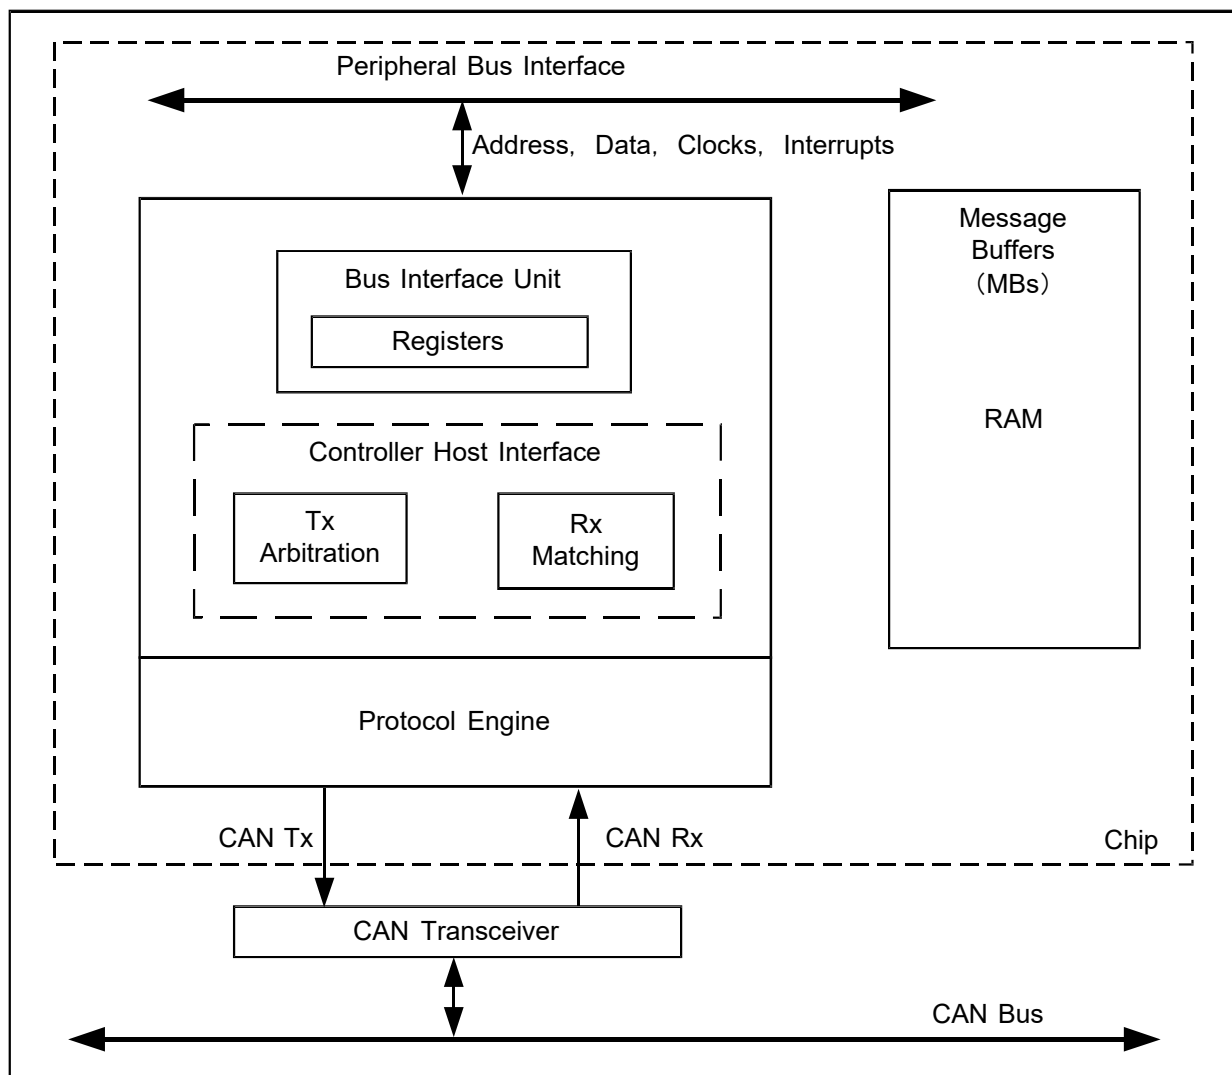 Peripheral Bus Interface
Address, Data, Clocks, Interrupts
Message
Buffers
（MBs）
RAM
Bus Interface Unit
Registers
Controller Host Interface
Tx
Arbitration
Rx
Matching
Protocol Engine
CAN Tx
CAN Rx
Chip
CAN Transceiver
CAN Bus